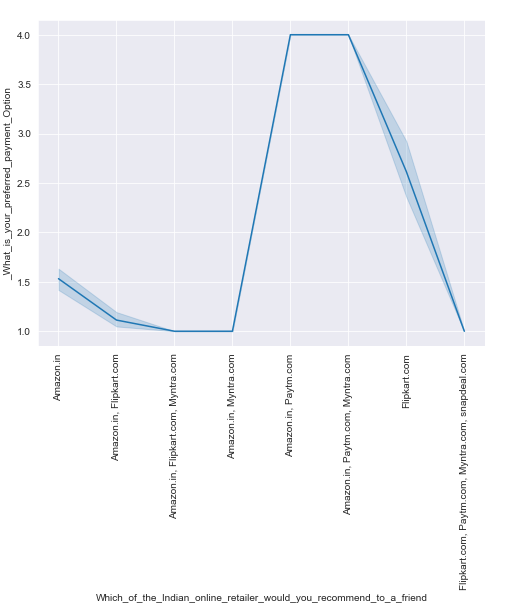 4.0
3.5
3.0
2.5
2.0
1.5
1.0
_What_is_your_preferred_payment_Option
Amazon.in
Amazon.in, Flipkart.com
Amazon.in, Flipkart.com, Myntra.com
Amazon.in, Myntra.com
Amazon.in, Paytm.com
Amazon.in, Paytm.com, Myntra.com
Flipkart.com
Flipkart.com, Paytm.com, Myntra.com, snapdeal.com
Which_of_the_Indian_online_retailer_would_you_recommend_to_a_friend